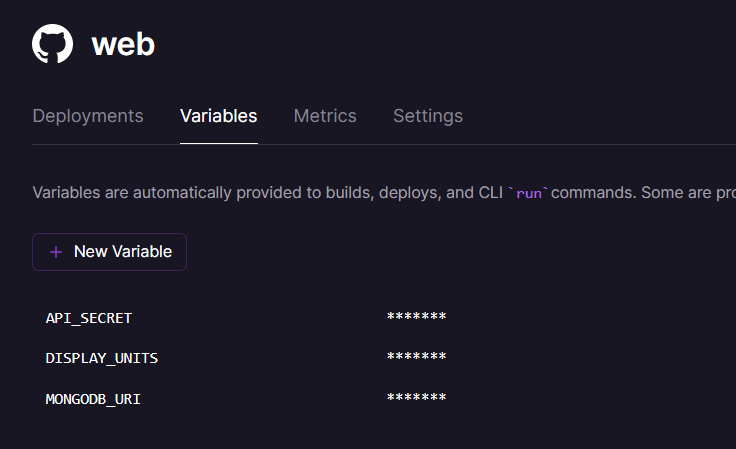 web
Deployments Variables Metrics Settings
Variables are automatically provided to builds, deploys, and CLI `run` commands. Some are pro
+ New Variable
API_SECRET *******
DISPLAY_UNITS *******
MONGODB_URI *******